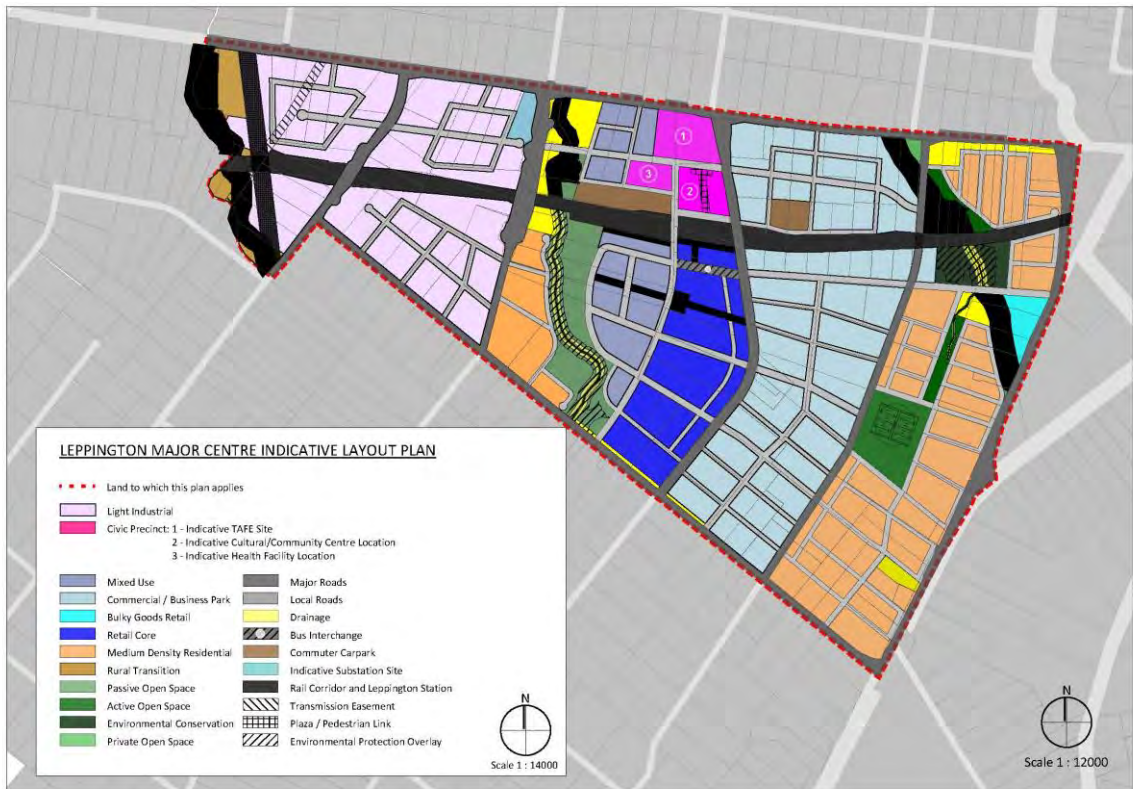 1
3
2
LEPPINGTON MAJOR CENTRE INDICATIVE LAYOUT PLAN
Land to which this plan applies
Light Industrial
Civic Precinct: 1 - Indicative TAFE Site
2 - Indicative Cultural/Community Centre Location
3 - Indicative Health Facility Location
Mixed Use
Commercial / Business Park
Bulky Goods Retail
Retail Core
Medium Density Residential
Rural Transiition
Passive Open Space
Active Open Space
Environmental Conservation
Private Open Space
Major Roads
Local Roads
Drainage
Bus Interchange
Commuter Carpark
Indicative Substation Site
Rail Corridor and Leppington Station
Transmission Easement
Plaza / Pedestrian Link
Environmental Protection Overlay
N
Scale 1 : 14000
N
Scale 1 : 12000